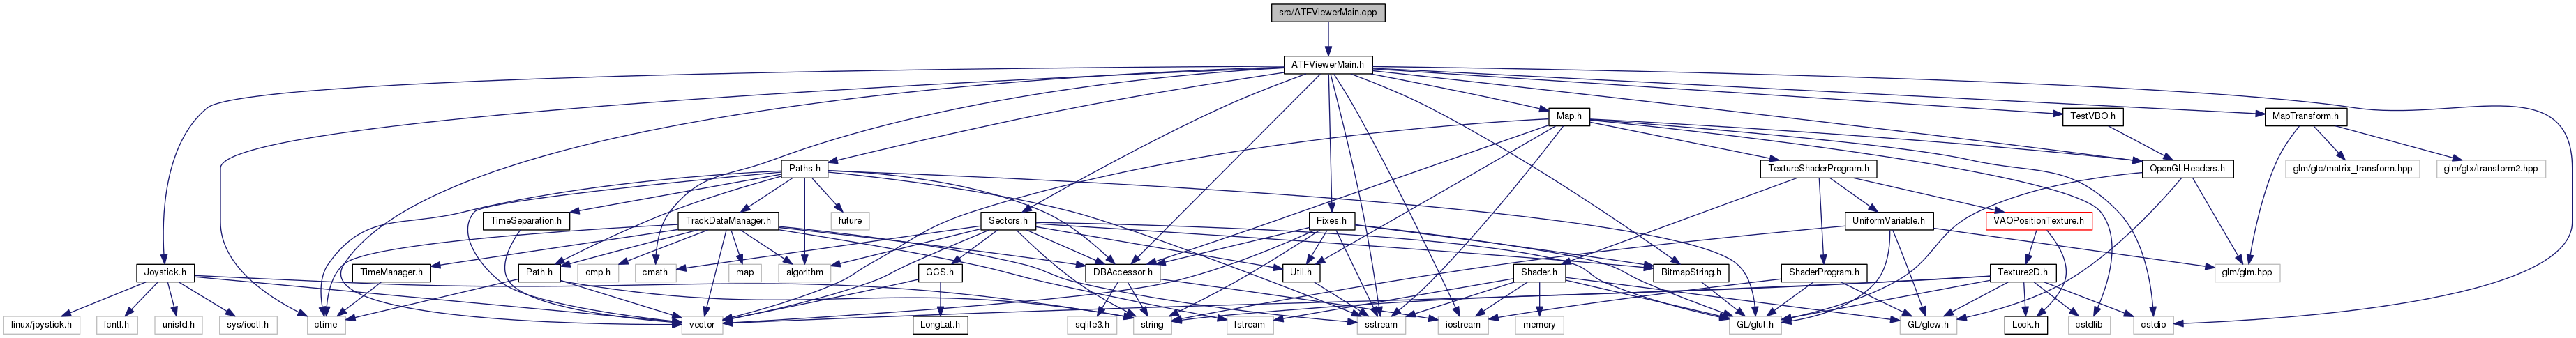 src/ATFViewerMain.cpp
ATFViewerMain.h
Map.h
TestVBO.h
MapTransform.h
Paths.h
TextureShaderProgram.h
OpenGLHeaders.h
glm/gtc/matrix_transform.hpp
glm/gtx/transform2.hpp
TimeSeparation.h
TrackDataManager.h
future
Sectors.h
Fixes.h
UniformVariable.h
VAOPositionTexture.h
Joystick.h
TimeManager.h
Path.h
omp.h
cmath
map
algorithm
GCS.h
DBAccessor.h
Util.h
BitmapString.h
Shader.h
ShaderProgram.h
Texture2D.h
glm/glm.hpp
linux/joystick.h
fcntl.h
unistd.h
sys/ioctl.h
ctime
vector
LongLat.h
sqlite3.h
string
fstream
sstream
iostream
memory
GL/glut.h
GL/glew.h
Lock.h
cstdlib
cstdio